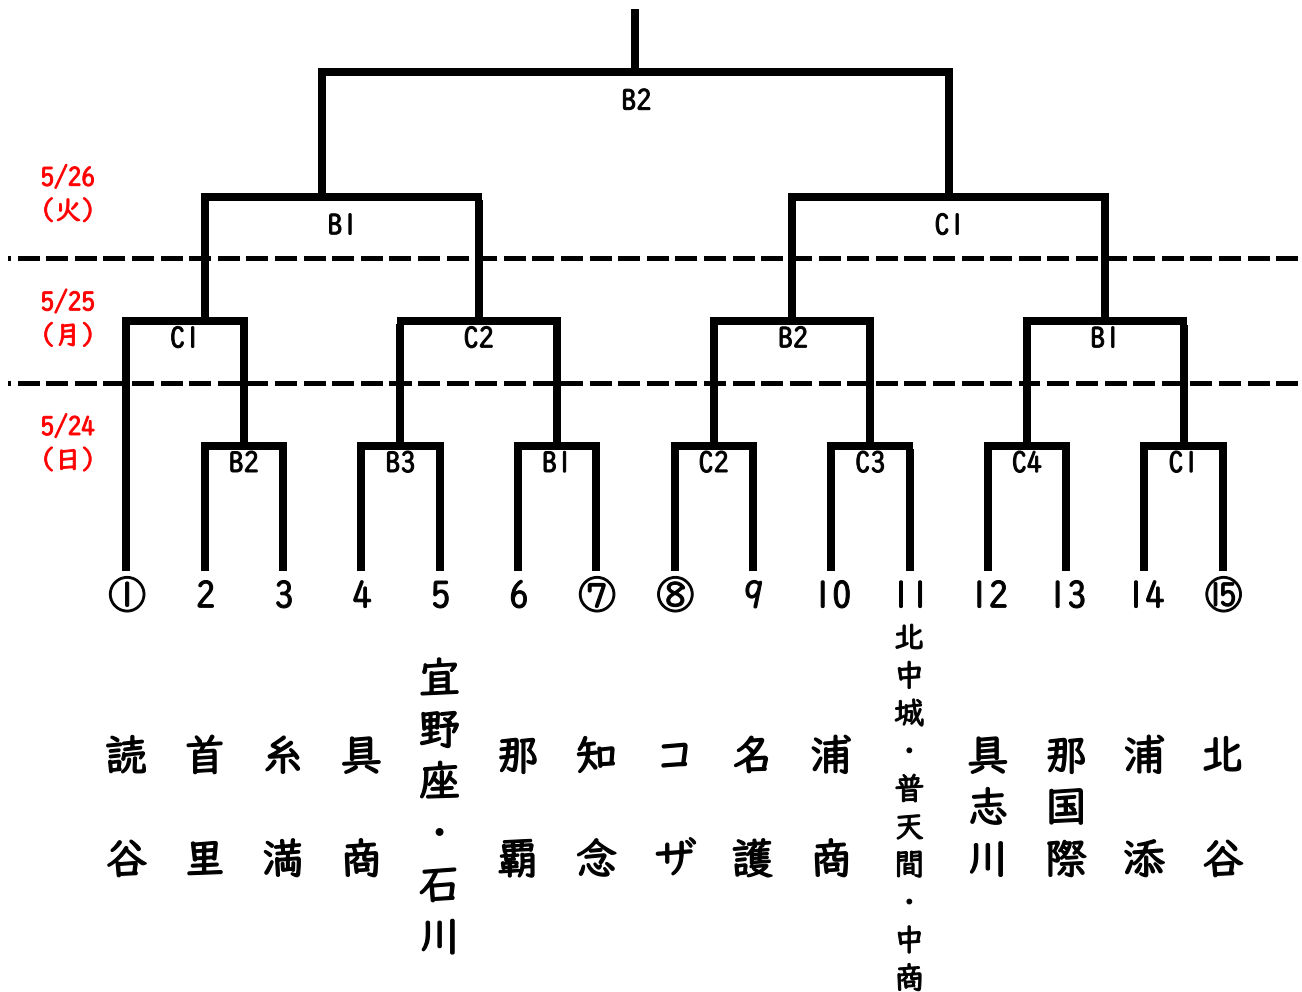 B2
5/26
(火)
B1
C1
5/25
(月)
C1
C2
B2
B1
5/24
(日)
B2
B3
B1
C2
C3
C4
C1
①
2
3
4
5
6
⑦
⑧
9
10
11
12
13
14
⑮
読谷
首里
糸満
具商
宜野座・石川
那覇
知念
コザ
名護
浦商
北中城・普天間・中商
具志川
那国際
浦添
北谷